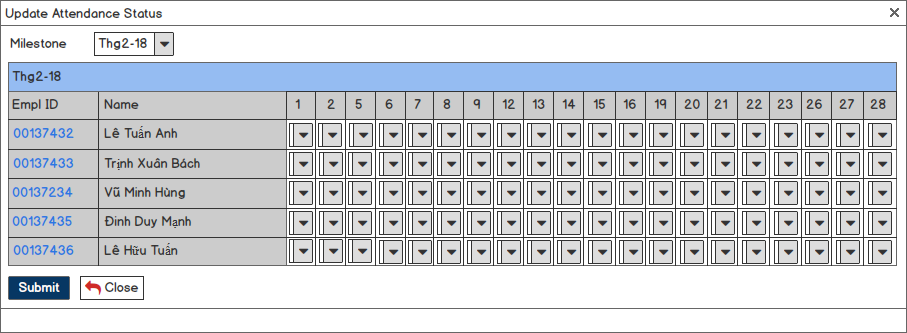 Update Attendance Status
Milestone Thg2-18
Thg2-18
Empl ID Name 1 2 5 6 7 8 9 12 13 14 15 16 19 20 21 22 23 26 27 28
00137432 Lê Tuấn Anh
00137433 Trịnh Xuân Bách
00137234 Vũ Minh Hùng
00137435 Đinh Duy Mạnh
00137436 Lê Hữu Tuấn
Submit Close